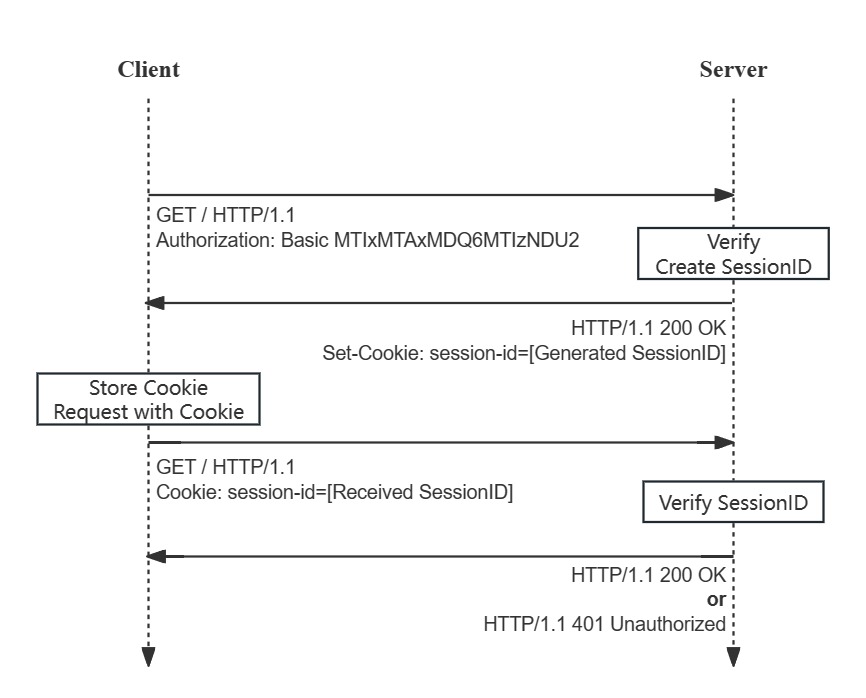 Client
Server
GET / HTTP/1.1
Authorization: Basic MTIxMTAxMDQ6MTIzNDU2
Verify
Create SessionID
HTTP/1.1 200 OK
Set-Cookie: session-id=[Generated SessionID]
Store Cookie
Request with Cookie
GET / HTTP/1.1
Cookie: session-id=[Received SessionID]
Verify SessionID
HTTP/1.1 200 OK
or
HTTP/1.1 401 Unauthorized